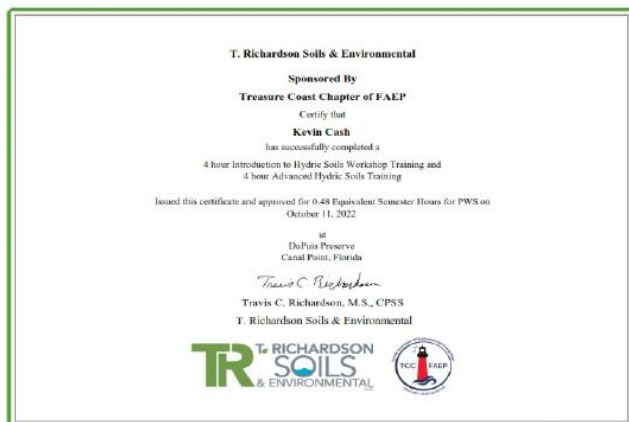 T. Richardson Soils & Environmental
Sponsored By
Treasure Coast Chapter of FAEP
Certify that
Kevin Cash
has successfully completed a
4 hour Introduction to Hydric Soils Workshop Training and
4 hour Advanced Hydric Soils Training
Issued this certificate and approved for 0.48 Equivalent Semester Hours for PWS on
October 11, 2022
at
DuPuis Preserve
Canal Point, Florida
Travis C. Richardson
Travis C. Richardson, M.S., CPSS
T. Richardson Soils & Environmental
TR T. RICHARDSON
SOILS
& ENVIRONMENTAL
TCC FAEP